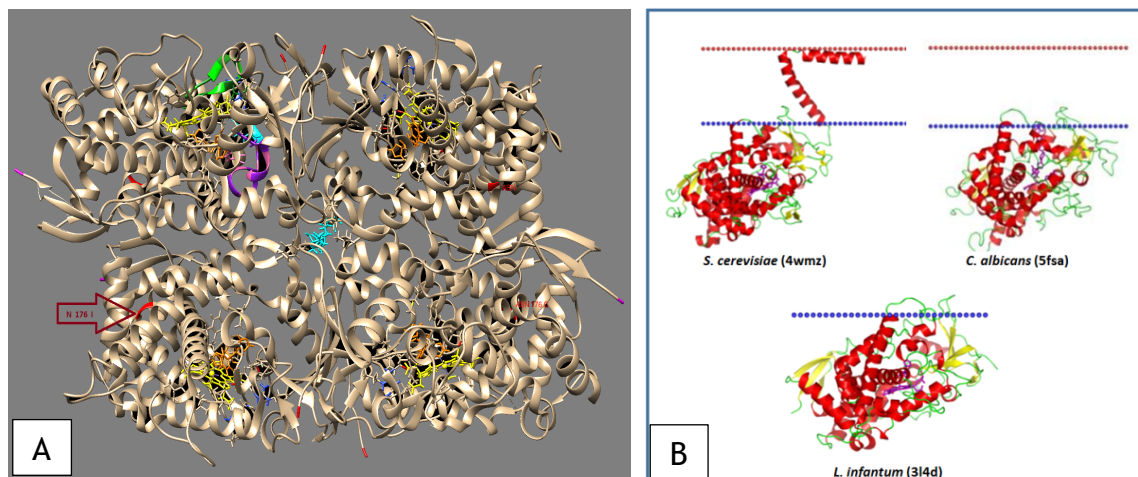 N 176 I
A
S. cerevisiae (4wmz)
C. albicans (5fsa)
L. infantum (3l4d)
B